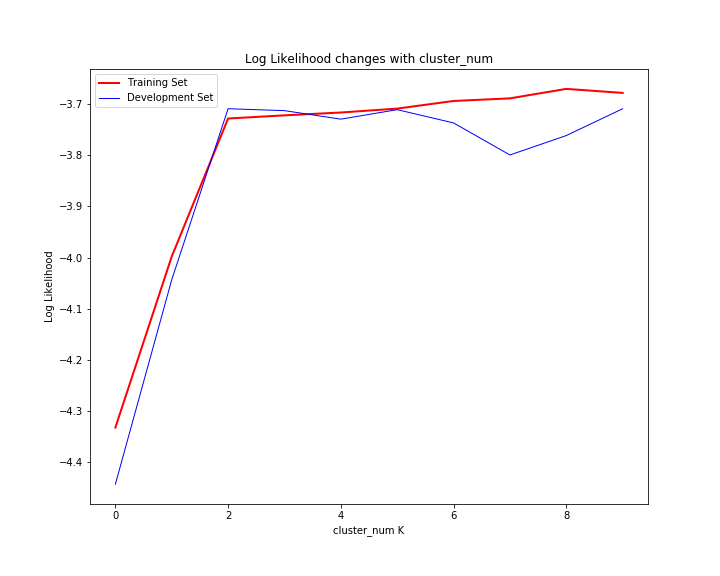 Log Likelihood changes with cluster_num
Training Set
Development Set
−3.7
−3.8
−3.9
−4.0
−4.1
−4.2
−4.3
−4.4
Log Likelihood
0 2 4 6 8
cluster_num K